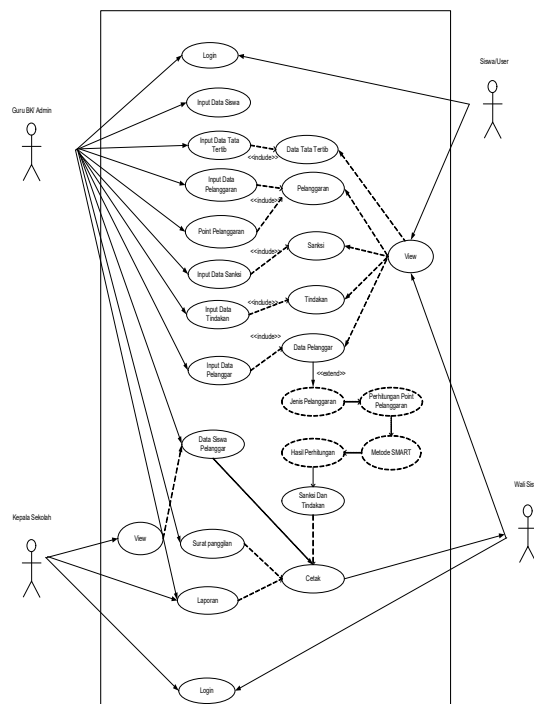 Login
Siswa/User
Guru BK/ Admin
Input Data Siswa
Input Data Tata
Tertib
Data Tata Tertib
<<include>>
Input Data
Pelanggaran
Pelanggaran
<<include>>
Point Pelanggaran
Sanksi
<<include>>
View
Input Data Sanksi
Tindakan
<<include>>
Input Data
Tindakan
<<include>>
Data Pelanggar
Input Data
Pelanggar
<<extend>>
Jenis Pelanggaran
Perhitungan Point
Pelanggaran
Data Siswa
Pelanggar
Hasil Perhitungan
Metode SMART
Sanksi Dan
Tindakan
Wali Sis
Kepala Sekolah
View
Surat panggilan
Cetak
Laporan
Login